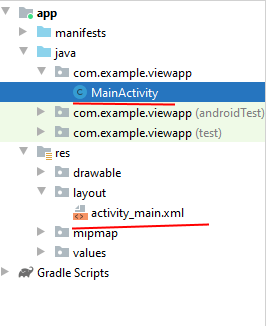 app
manifests
java
com.example.viewapp
MainActivity
com.example.viewapp (androidTest)
com.example.viewapp (test)
res
drawable
layout
activity_main.xml
mipmap
values
Gradle Scripts